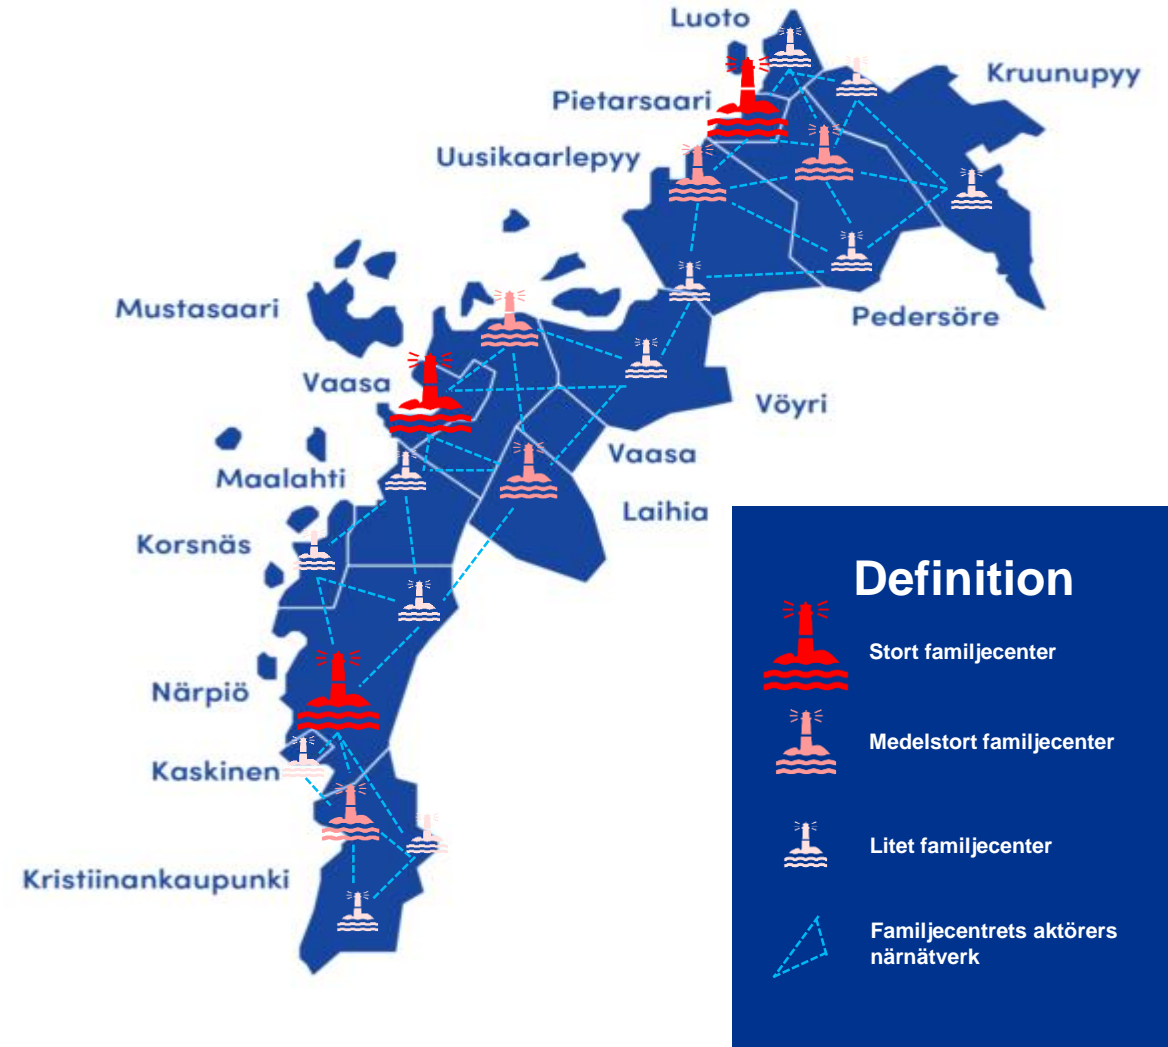 Luoto
Kruunupyy
Pietarsaari
Uusikaarlepyy
Mustasaari
Pedersöre
Vaasa
Vöyri
Vaasa
Maalahti
Laihia
Korsnäs
Närpiö
Kaskinen
Kristiinankaupunki
Definition
Stort familjecenter
Medelstort familjecenter
Litet familjecenter
Familjecentrets aktörers
närnätverk